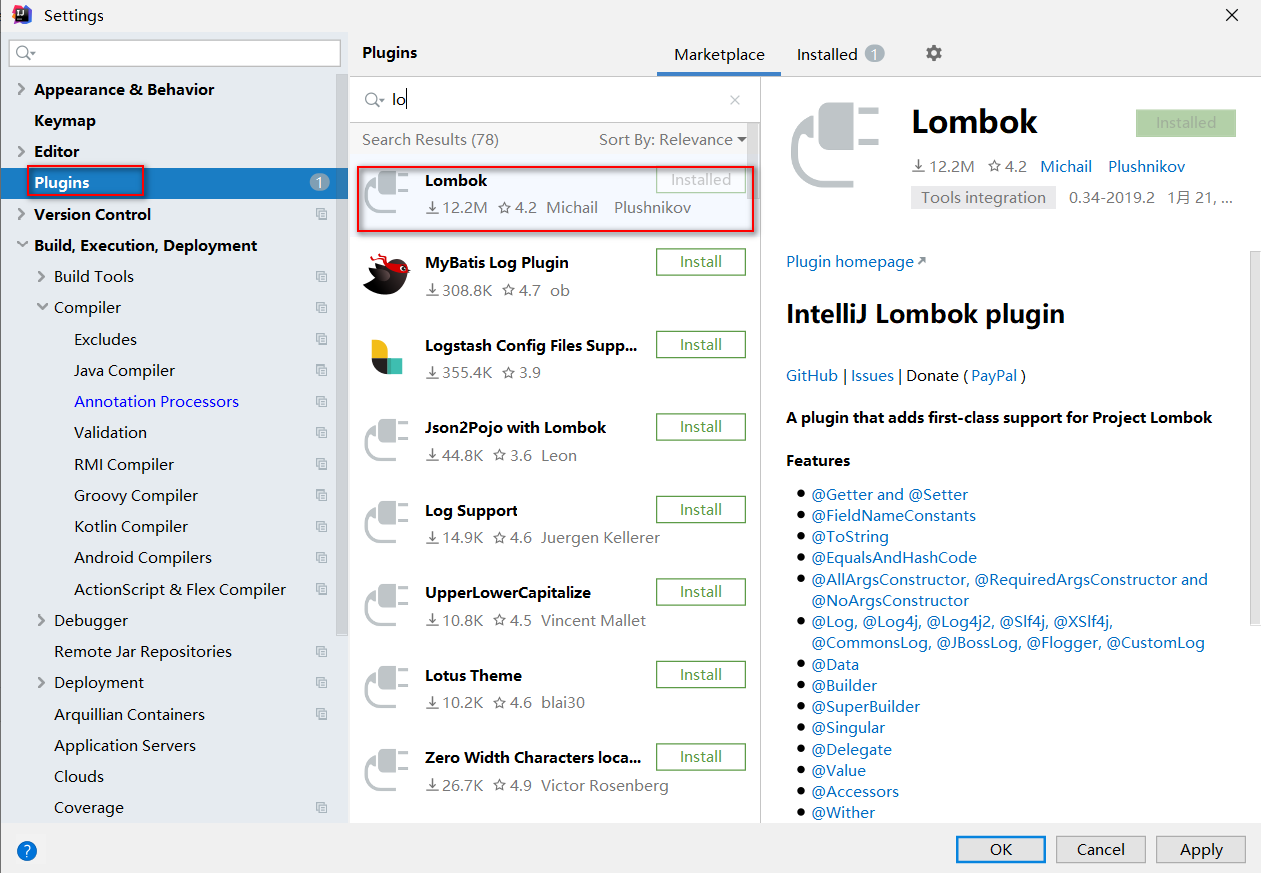 Settings
Appearance & Behavior
Keymap
Editor
Plugins
1
Version Control
Build, Execution, Deployment
Build Tools
Compiler
Excludes
Java Compiler
Annotation Processors
Validation
RMI Compiler
Groovy Compiler
Kotlin Compiler
Android Compilers
ActionScript & Flex Compiler
Debugger
Remote Jar Repositories
Deployment
Arquillian Containers
Application Servers
Clouds
Coverage
Plugins
Marketplace
Installed 1
lo
Search Results (78)
Sort By: Relevance
Lombok
Installed
12.2M 4.2 Michail Plushnikov
MyBatis Log Plugin
Install
308.8K 4.7 ob
Logstash Config Files Supp...
Install
355.4K 3.9
Json2Pojo with Lombok
Install
44.8K 3.6 Leon
Log Support
Install
14.9K 4.6 Juergen Kellerer
UpperLowerCapitalize
Install
10.8K 4.5 Vincent Mallet
Lotus Theme
Install
10.2K 4.6 blai30
Zero Width Characters loca...
Install
26.7K 4.9 Victor Rosenberg
Lombok
Installed
12.2M 4.2 Michail Plushnikov
Tools integration 0.34-2019.2 1月 21, ...
Plugin homepage
IntelliJ Lombok plugin
GitHub | Issues | Donate ( PayPal )
A plugin that adds first-class support for Project Lombok
Features
@Getter and @Setter
@FieldNameConstants
@ToString
@EqualsAndHashCode
@AllArgsConstructor, @RequiredArgsConstructor and
@NoArgsConstructor
@Log, @Log4j, @Log4j2, @Slf4j, @XSlf4j,
@CommonsLog, @JBossLog, @Flogger, @CustomLog
@Data
@Builder
@SuperBuilder
@Singular
@Delegate
@Value
@Accessors
@Wither
?
OK
Cancel
Apply